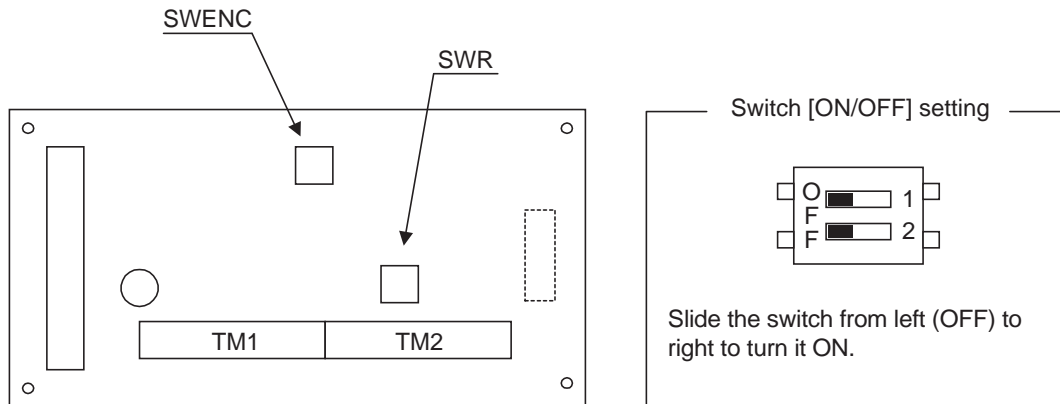 SWENC
SWR
TM1 TM2
Switch [ON/OFF] setting
OFF
1
2
Slide the switch from left (OFF) to
right to turn it ON.